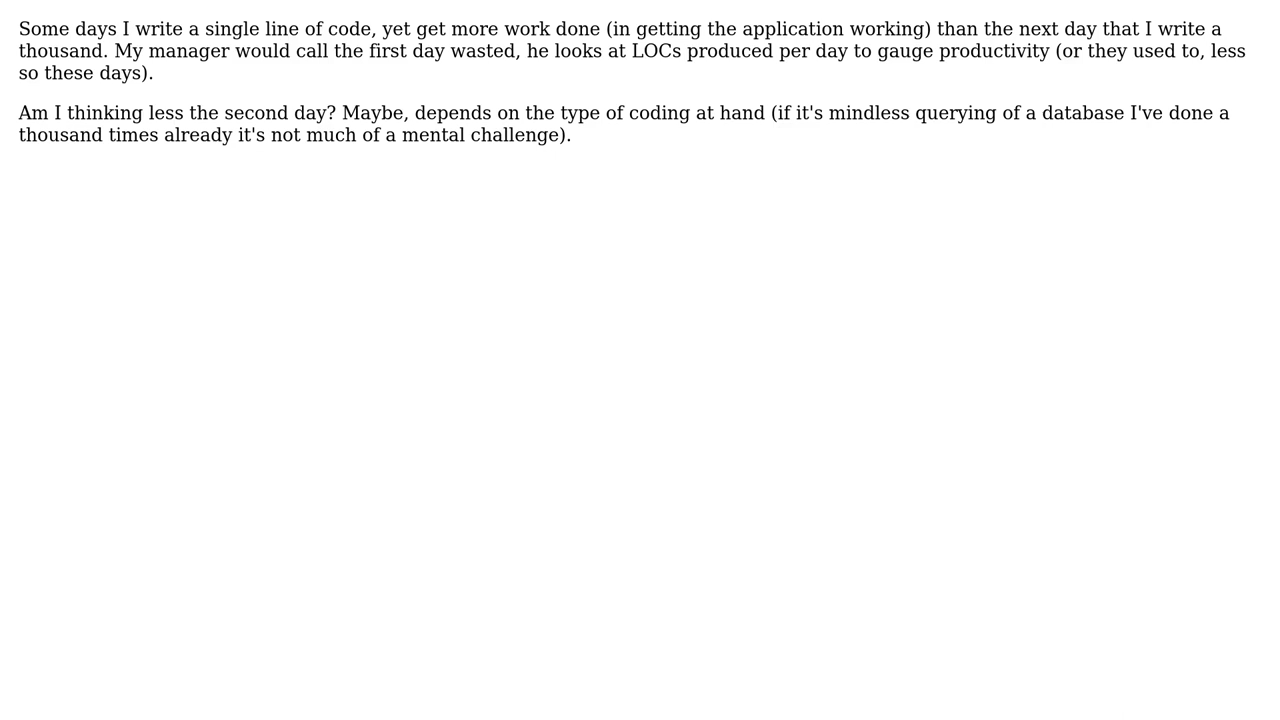 Some days I write a single line of code, yet get more work done (in getting the application working) than the next day that I write a
thousand. My manager would call the first day wasted, he looks at LOCs produced per day to gauge productivity (or they used to, less
so these days).
Am I thinking less the second day? Maybe, depends on the type of coding at hand (if it's mindless querying of a database I've done a
thousand times already it's not much of a mental challenge).